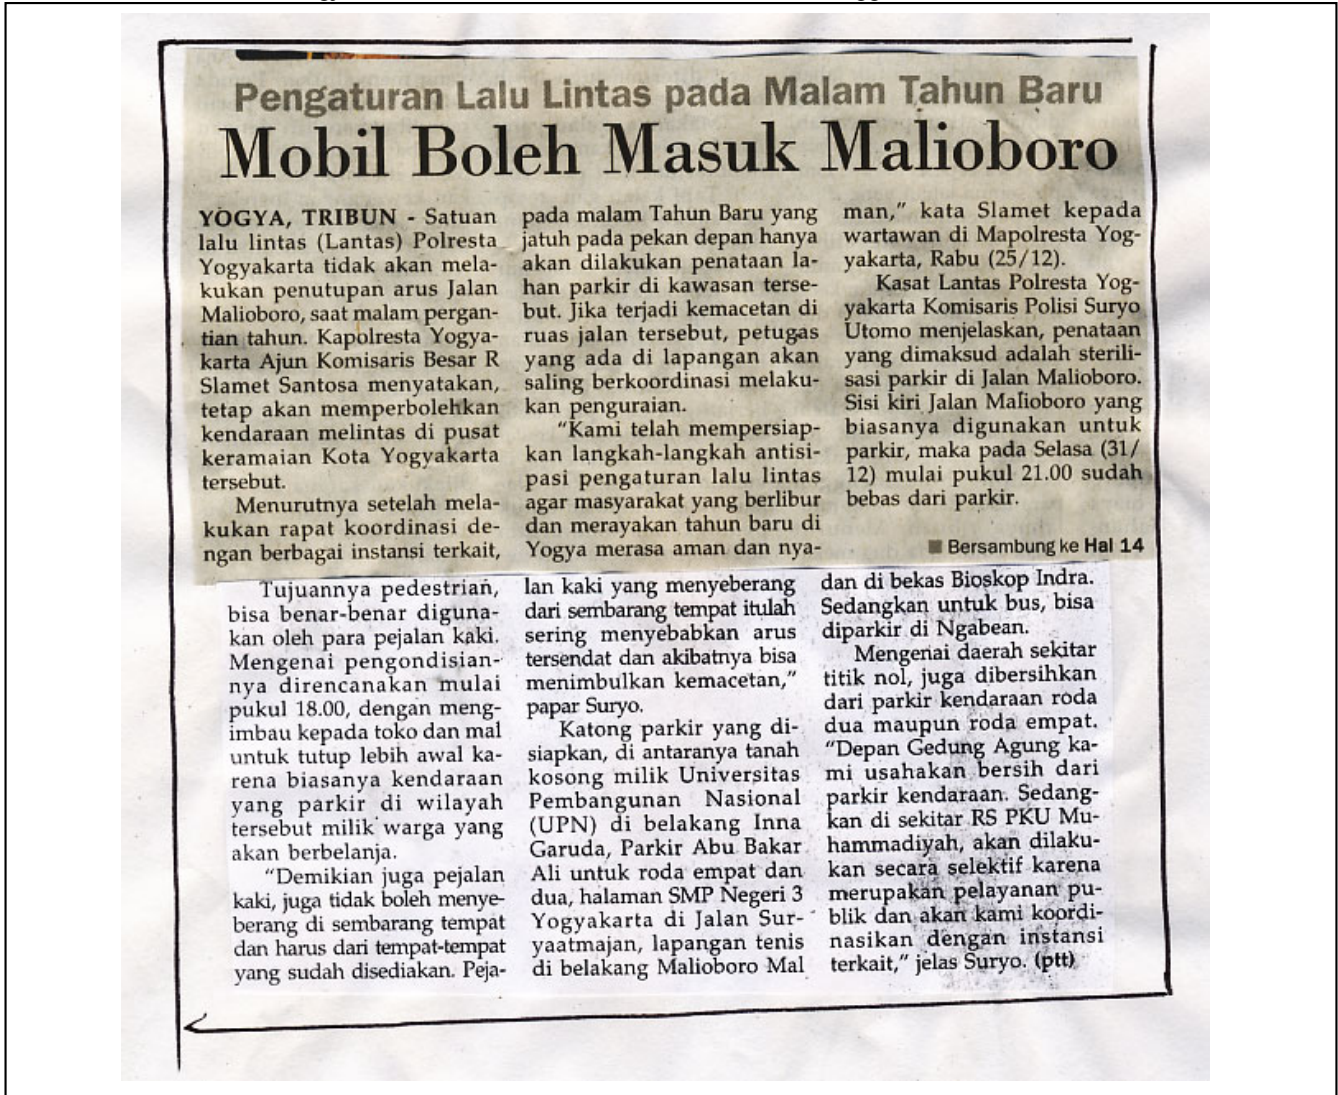 Pengaturan Lalu Lintas pada Malam Tahun Baru
Mobil Boleh Masuk Malioboro
YOGYA, TRIBUN - Satuan
lalu lintas (Lantas) Polresta
Yogyakarta tidak akan mela-
kukan penutupan arus Jalan
Malioboro, saat malam pergan-
tian tahun. Kapolresta Yogya-
karta Ajun Komisaris Besar R
Slamet Santosa menyatakan,
tetap akan memperbolehkan
kendaraan melintas di pusat
keramaian Kota Yogyakarta
tersebut.
Menurutnya setelah mela-
kukan rapat koordinasi de-
ngan berbagai instansi terkait,
pada malam Tahun Baru yang
jatuh pada pekan depan hanya
akan dilakukan penataan la-
han parkir di kawasan terse-
but. Jika terjadi kemacetan di
ruas jalan tersebut, petugas
yang ada di lapangan akan
saling berkoordinasi melaku-
kan penguraian.
"Kami telah mempersiap-
kan langkah-langkah antisi-
pasi pengaturan lalu lintas
agar masyarakat yang berlibur
dan merayakan tahun baru di
Yogya merasa aman dan nya-
man," kata Slamet kepada
wartawan di Mapolresta Yog-
yakarta, Rabu (25/12).
Kasat Lantas Polresta Yog-
yakarta Komisaris Polisi Suryo
Utomo menjelaskan, penataan
yang dimaksud adalah sterili-
sasi parkir di Jalan Malioboro.
Sisi kiri Jalan Malioboro yang
biasanya digunakan untuk
parkir, maka pada Selasa (31/
12) mulai pukul 21.00 sudah
bebas dari parkir.
■ Bersambung ke Hal 14
Tujuannya pedestrian,
bisa benar-benar diguna-
kan oleh para pejalan kaki.
Mengenai pengondisian-
nya direncanakan mulai
pukul 18.00, dengan meng-
imbau kepada toko dan mal
untuk tutup lebih awal ka-
rena biasanya kendaraan
yang parkir di wilayah
tersebut milik warga yang
akan berbelanja.
"Demikian juga pejalan
kaki, juga tidak boleh menye-
berang di sembarang tempat
dan harus dari tempat-tempat
yang sudah disediakan. Peja-
lan kaki yang menyeberang
dari sembarang tempat itulah
sering menyebabkan arus
tersendat dan akibatnya bisa
menimbulkan kemacetan,"
papar Suryo.
Katong parkir yang di-
siapkan, di antaranya tanah
kosong milik Universitas
Pembangunan Nasional
(UPN) di belakang Inna
Garuda, Parkir Abu Bakar
Ali untuk roda empat dan
dua, halaman SMP Negeri 3
Yogyakarta di Jalan Sur-
yaatmajan, lapangan tenis
di belakang Malioboro Mal
dan di bekas Bioskop Indra.
Sedangkan untuk bus, bisa
diparkir di Ngabean.
Mengenai daerah sekitar
titik nol, juga dibersihkan
dari parkir kendaraan roda
dua maupun roda empat.
"Depan Gedung Agung ka-
mi usahakan bersih dari
parkir kendaraan. Sedang-
kan di sekitar RS PKU Mu-
hammadiyah, akan dilaku-
kan secara selektif karena
merupakan pelayanan pu-
blik dan akan kami koordi-
nasikan dengan instansi
terkait," jelas Suryo. (ptt)